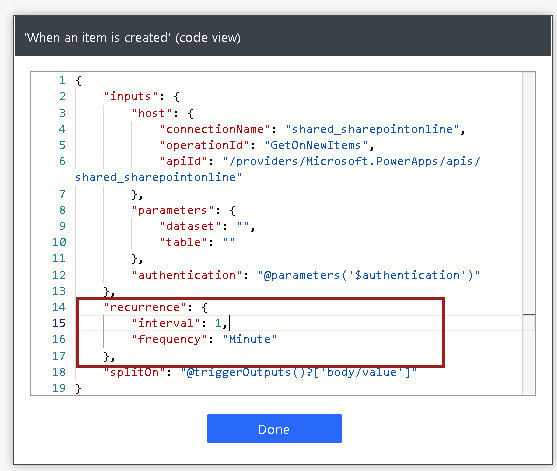 'When an item is created' (code view)
1 {
2 "inputs": {
3 "host": {
4 "connectionName": "shared_sharepointonline",
5 "operationId": "GetOnNewItems",
6 "apiId": "/providers/Microsoft.PowerApps/apis/
shared_sharepointonline"
7 },
8 "parameters": {
9 "dataset": "",
10 "table": ""
11 },
12 "authentication": "@parameters('$authentication')"
13 },
14 "recurrence": {
15 "interval": 1,
16 "frequency": "Minute"
17 },
18 "splitOn": "@triggerOutputs()?['body/value']"
19 }
Done